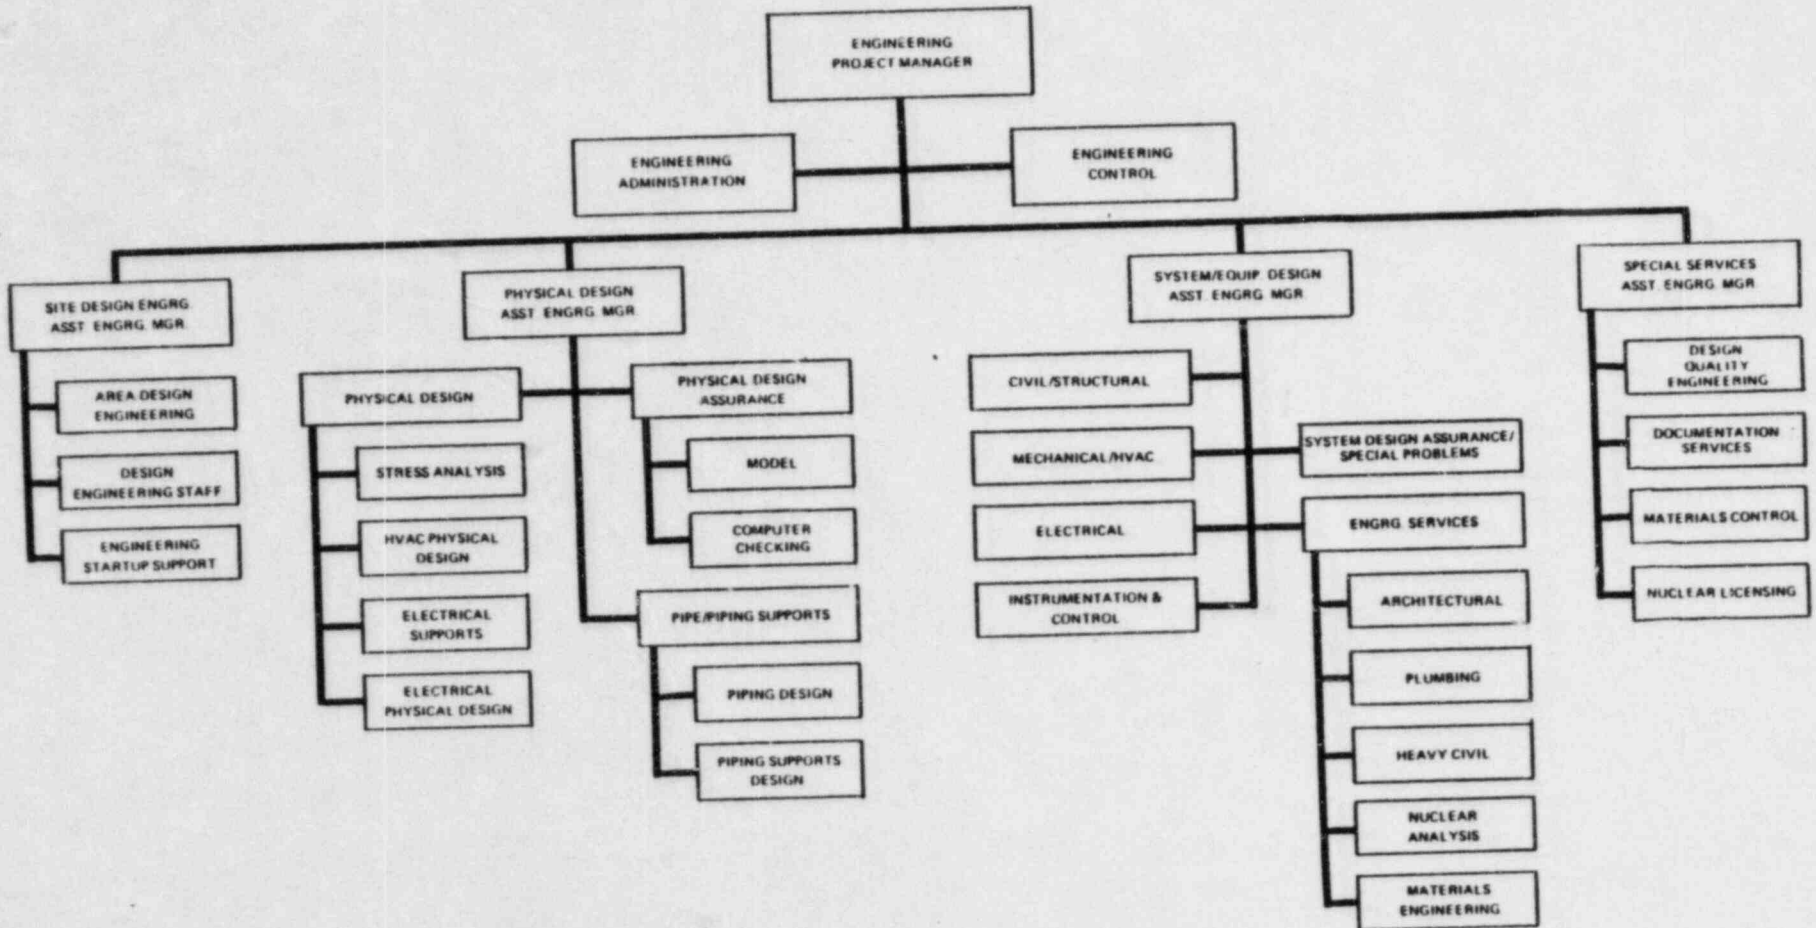 ENGINEERING
PROJECT MANAGER
ENGINEERING
ADMINISTRATION
ENGINEERING
CONTROL
SITE DESIGN ENGRG.
ASST. ENGRG. MGR.
AREA DESIGN
ENGINEERING
DESIGN
ENGINEERING STAFF
ENGINEERING
STARTUP SUPPORT
PHYSICAL DESIGN
ASST. ENGRG. MGR.
PHYSICAL DESIGN
STRESS ANALYSIS
HVAC PHYSICAL
DESIGN
ELECTRICAL
SUPPORTS
ELECTRICAL
PHYSICAL DESIGN
PHYSICAL DESIGN
ASSURANCE
MODEL
COMPUTER
CHECKING
PIPE/PIPING SUPPORTS
PIPING DESIGN
PIPING SUPPORTS
DESIGN
SYSTEM/EQUIP. DESIGN
ASST. ENGRG. MGR.
CIVIL/STRUCTURAL
MECHANICAL/HVAC
ELECTRICAL
INSTRUMENTATION &
CONTROL
SYSTEM DESIGN ASSURANCE/
SPECIAL PROBLEMS
ENGRG. SERVICES
ARCHITECTURAL
PLUMBING
HEAVY CIVIL
NUCLEAR
ANALYSIS
MATERIALS
ENGINEERING
SPECIAL SERVICES
ASST. ENGRG. MGR.
DESIGN
QUALITY
ENGINEERING
DOCUMENTATION
SERVICES
MATERIALS CONTROL
NUCLEAR LICENSING